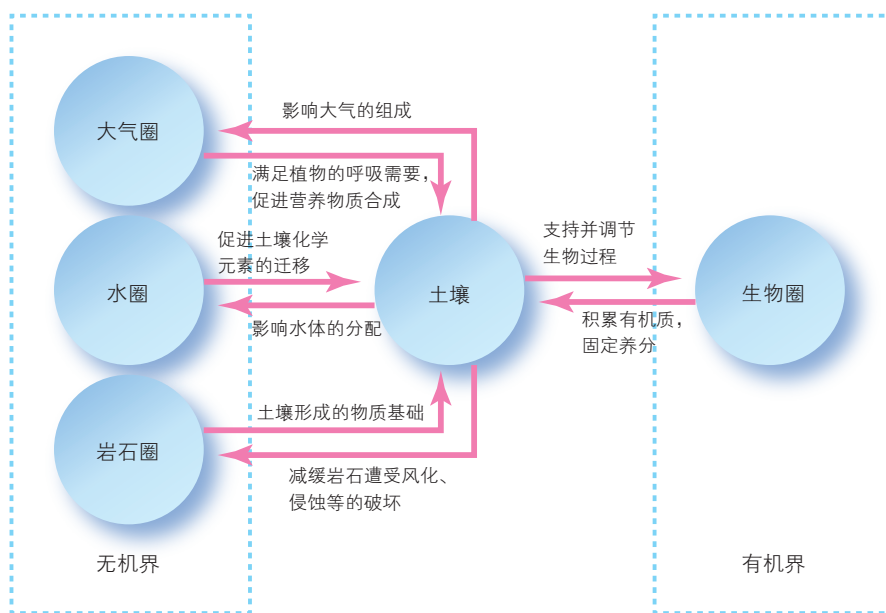 影响大气的组成
大气圈
满足植物的呼吸需要,
促进营养物质合成
促进土壤化学
元素的迁移
支持并调节
生物过程
水圈
土壤
生物圈
影响水体的分配
积累有机质,
固定养分
土壤形成的物质基础
岩石圈
减缓岩石遭受风化、
侵蚀等的破坏
无机界
有机界